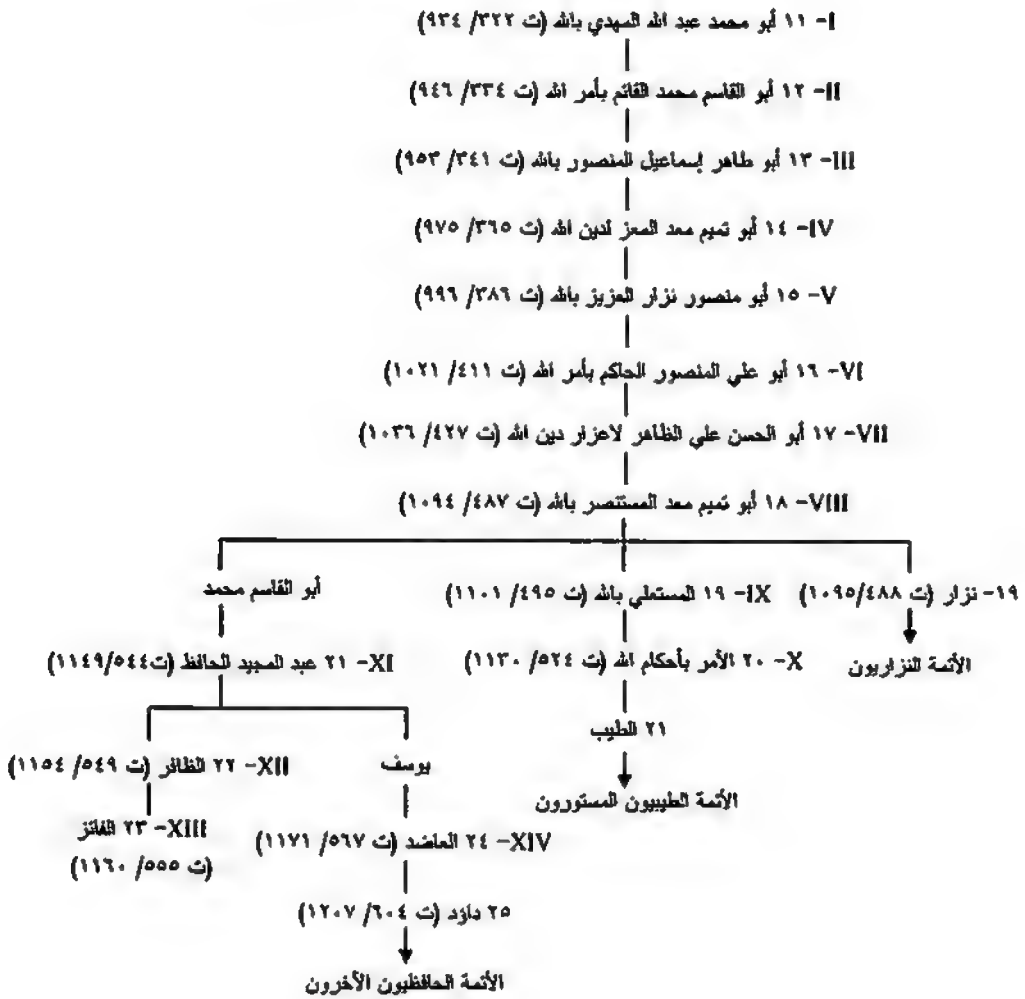 I- ١١ أبو محمد عبد الله المهدي بالله (ت ٣٢٢/ ٩٣٤)
II- ١٢ أبو القاسم محمد القائم بأمر الله (ت ٣٣٤/ ٩٤٦)
III- ١٣ أبو طاهر إسماعيل المنصور بالله (ت ٣٤١/ ٩٥٣)
IV- ١٤ أبو تميم معد المعز لدين الله (ت ٣٦٥/ ٩٧٥)
V- ١٥ أبو منصور نزار العزيز بالله (ت ٣٨٦/ ٩٩٦)
VI- ١٦ أبو علي المنصور الحاكم بأمر الله (ت ٤١١/ ١٠٢١)
VII- ١٧ أبو الحسن علي الظاهر لاعزار دين الله (ت ٤٢٧/ ١٠٣٦)
VIII- ١٨ أبو تميم معد المستنصر بالله (ت ٤٨٧/ ١٠٩٤)
١٩- نزار (ت ٤٨٨/١٠٩٥)
IX- ١٩ المستعلي بالله (ت ٤٩٥/ ١١٠١)
أبو القاسم محمد
الأئمة النزاريون
X- ٢٠ الأمر بأحكام الله (ت ٥٢٤/ ١١٣٠)
XI- ٢١ عبد المجيد الحافظ (ت٥٤٤/١١٤٩)
٢١ الطيب
يوسف
XII- ٢٢ الظافر (ت ٥٤٩/ ١١٥٤)
الأئمة الطيبيون المستورون
XIV- ٢٤ العاضد (ت ٥٦٧/ ١١٧١)
XIII- ٢٣ الفائز
(ت ٥٥٥/ ١١٦٠)
٢٥ داؤد (ت ٦٠٤/ ١٢٠٧)
الأئمة الحافظيون الأخرون